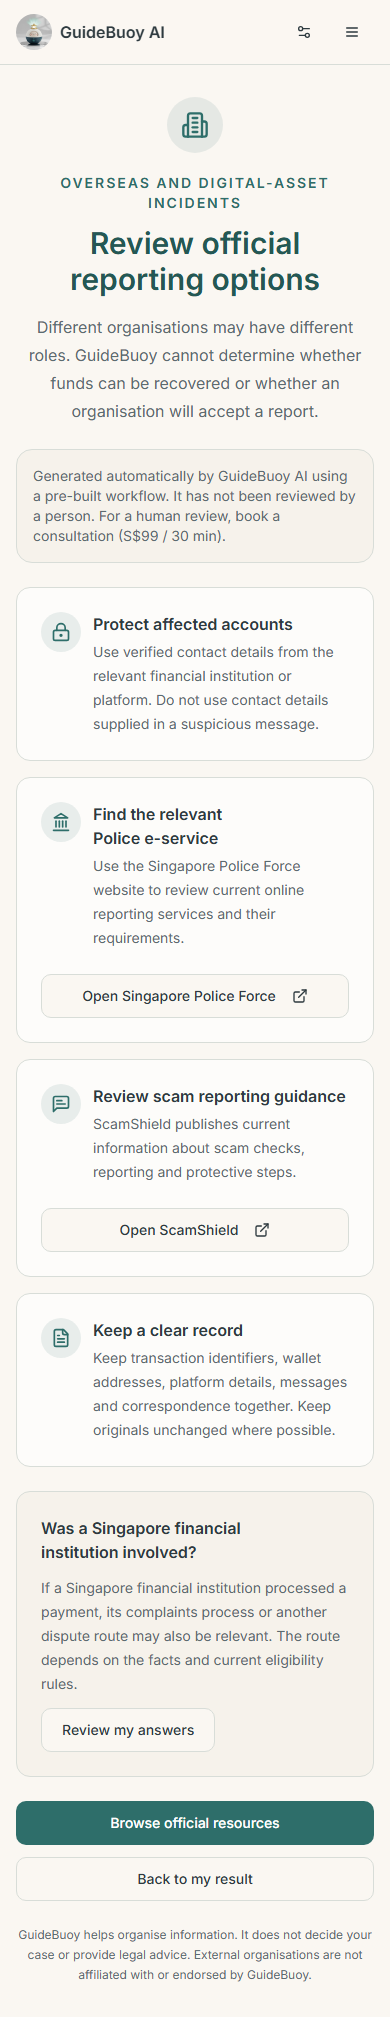 GuideBuoy AI
OVERSEAS AND DIGITAL-ASSET
INCIDENTS
Review official
reporting options
Different organisations may have different
roles. GuideBuoy cannot determine whether
funds can be recovered or whether an
organisation will accept a report.
Generated automatically by GuideBuoy AI using
a pre-built workflow. It has not been reviewed by
a person. For a human review, book a
consultation (S$99 / 30 min).
Protect affected accounts
Use verified contact details from the
relevant financial institution or
platform. Do not use contact details
supplied in a suspicious message.
Find the relevant
Police e-service
Use the Singapore Police Force
website to review current online
reporting services and their
requirements.
Open Singapore Police Force
Review scam reporting guidance
ScamShield publishes current
information about scam checks,
reporting and protective steps.
Open ScamShield
Keep a clear record
Keep transaction identifiers, wallet
addresses, platform details, messages
and correspondence together. Keep
originals unchanged where possible.
Was a Singapore financial
institution involved?
If a Singapore financial institution processed a
payment, its complaints process or another
dispute route may also be relevant. The route
depends on the facts and current eligibility
rules.
Review my answers
Browse official resources
Back to my result
GuideBuoy helps organise information. It does not decide your
case or provide legal advice. External organisations are not
affiliated with or endorsed by GuideBuoy.